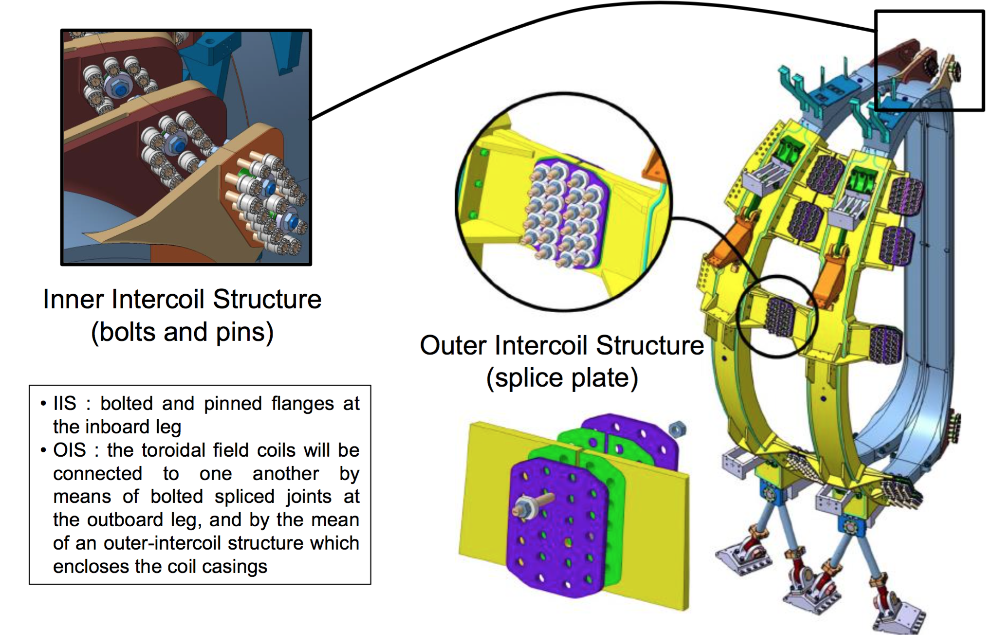 Inner Intercoil Structure
(bolts and pins)
Outer Intercoil Structure
(splice plate)
• IIS : bolted and pinned flanges at
the inboard leg
• OIS : the toroidal field coils will be
connected to one another by
means of bolted spliced joints at
the outboard leg, and by the mean
of an outer-intercoil structure which
encloses the coil casings